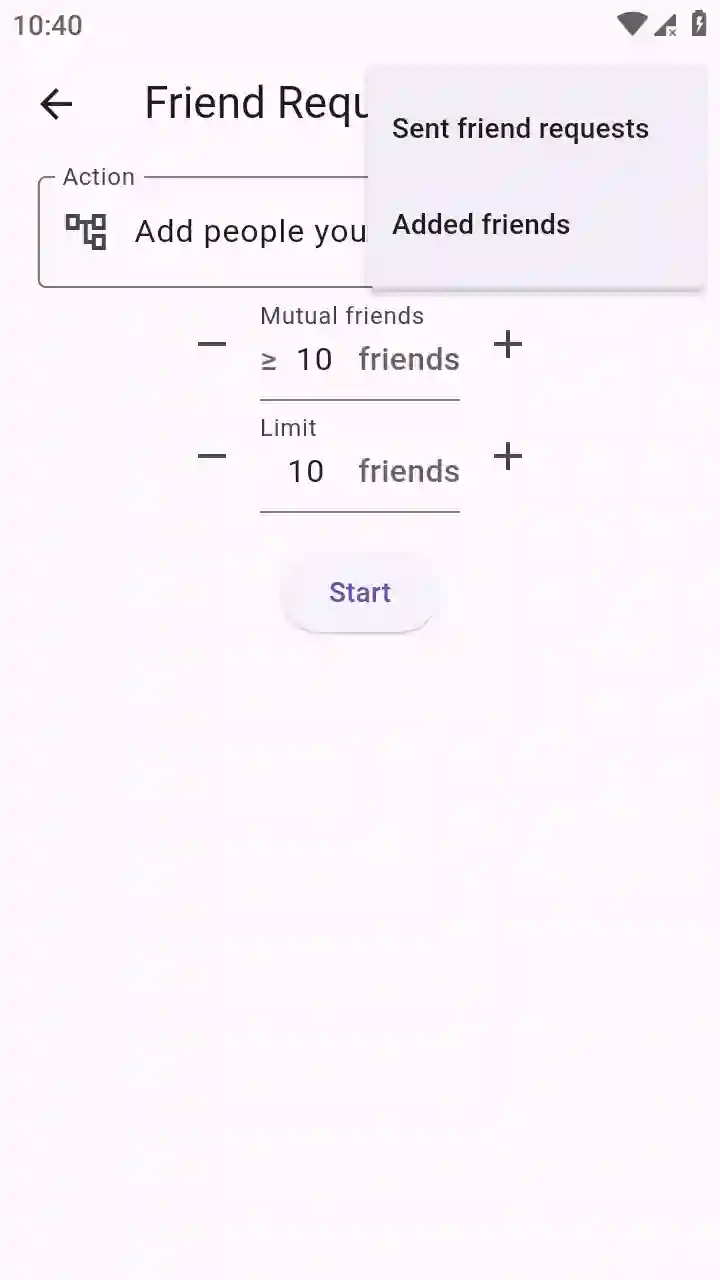 10:40
Friend Requ
Sent friend requests
Added friends
Action
Add people you
Mutual friends
≥ 10 friends
Limit
10 friends
Start